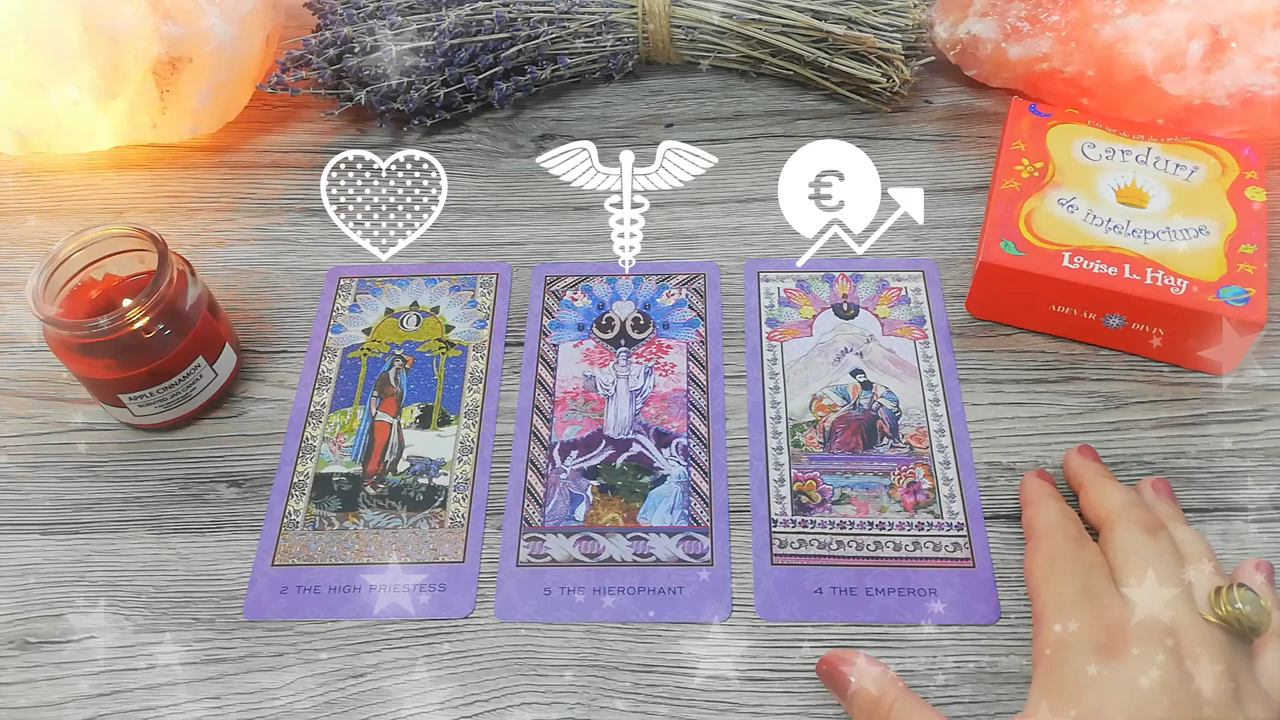 Carduri
de intelepciune
Louise L. Hay
ADEVĂR DIVIN
€
APPLE CINNAMON
SCENTED JAR CANDLE
2 THE HIGH PRIESTESS
5 THE HIEROPHANT
4 THE EMPEROR